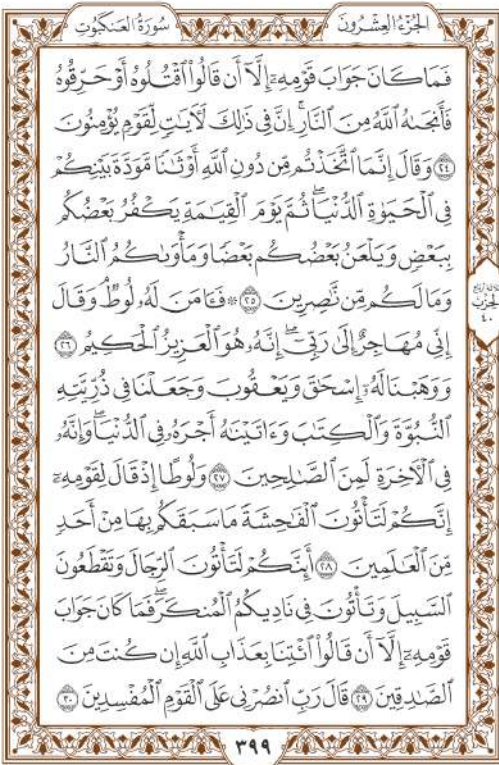 الجزء العشرون سورة العنكبوت
فَمَا كَانَ جَوَابَ قَوْمِهِۦٓ إِلَّآ أَن قَالُوا۟ ٱقْتُلُوهُ أَوْ حَرِّقُوهُ
فَأَنجَىٰهُ ٱللَّهُ مِنَ ٱلنَّارِ ۚ إِنَّ فِى ذَٰلِكَ لَـَٔايَـٰتٍ لِّقَوْمٍ يُؤْمِنُونَ
٢٤ وَقَالَ إِنَّمَا ٱتَّخَذْتُم مِّن دُونِ ٱللَّهِ أَوْثَـٰنًا مَّوَدَّةَ بَيْنِكُمْ
فِى ٱلْحَيَوٰةِ ٱلدُّنْيَا ۖ ثُمَّ يَوْمَ ٱلْقِيَـٰمَةِ يَكْفُرُ بَعْضُكُم
بِبَعْضٍ وَيَلْعَنُ بَعْضُكُم بَعْضًا وَمَأْوَىٰكُمُ ٱلنَّارُ
وَمَا لَكُم مِّن نَّـٰصِرِينَ ٢٥ ۞ فَـَٔامَنَ لَهُۥ لُوطٌ ۘ وَقَالَ
إِنِّى مُهَاجِرٌ إِلَىٰ رَبِّىٓ ۖ إِنَّهُۥ هُوَ ٱلْعَزِيزُ ٱلْحَكِيمُ ٢٦
وَوَهَبْنَا لَهُۥٓ إِسْحَـٰقَ وَيَعْقُوبَ وَجَعَلْنَا فِى ذُرِّيَّتِهِ
ٱلنُّبُوَّةَ وَٱلْكِتَـٰبَ وَءَاتَيْنَـٰهُ أَجْرَهُۥ فِى ٱلدُّنْيَا ۖ وَإِنَّهُۥ
فِى ٱلْـَٔاخِرَةِ لَمِنَ ٱلصَّـٰلِحِينَ ٢٧ وَلُوطًا إِذْ قَالَ لِقَوْمِهِۦٓ
إِنَّكُمْ لَتَأْتُونَ ٱلْفَـٰحِشَةَ مَا سَبَقَكُم بِهَا مِنْ أَحَدٍ
مِّنَ ٱلْعَـٰلَمِينَ ٢٨ أَئِنَّكُمْ لَتَأْتُونَ ٱلرِّجَالَ وَتَقْطَعُونَ
ٱلسَّبِيلَ وَتَأْتُونَ فِى نَادِيكُمُ ٱلْمُنكَرَ ۖ فَمَا كَانَ جَوَابَ
قَوْمِهِۦٓ إِلَّآ أَن قَالُوا۟ ٱئْتِنَا بِعَذَابِ ٱللَّهِ إِن كُنتَ مِنَ
ٱلصَّـٰدِقِينَ ٢٩ قَالَ رَبِّ ٱنصُرْنِى عَلَى ٱلْقَوْمِ ٱلْمُفْسِدِينَ ٣٠
ثلاثة أرباع
الحزب
٤٠
٣٩٩